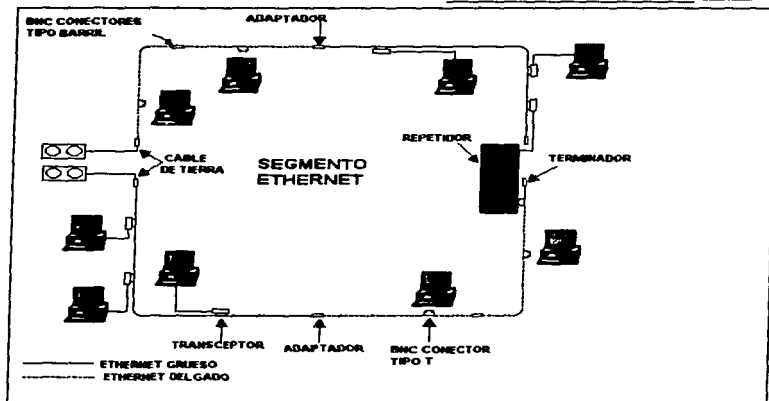 BNC CONECTORES
TIPO BARRIL
ADAPTADOR
REPETIDOR
TERMINADOR
CABLE
DE TIERRA
SEGMENTO
ETHERNET
TRANSCEPTOR
ADAPTADOR
BNC CONECTOR
TIPO T
ETHERNET GRUESO
ETHERNET DELGADO